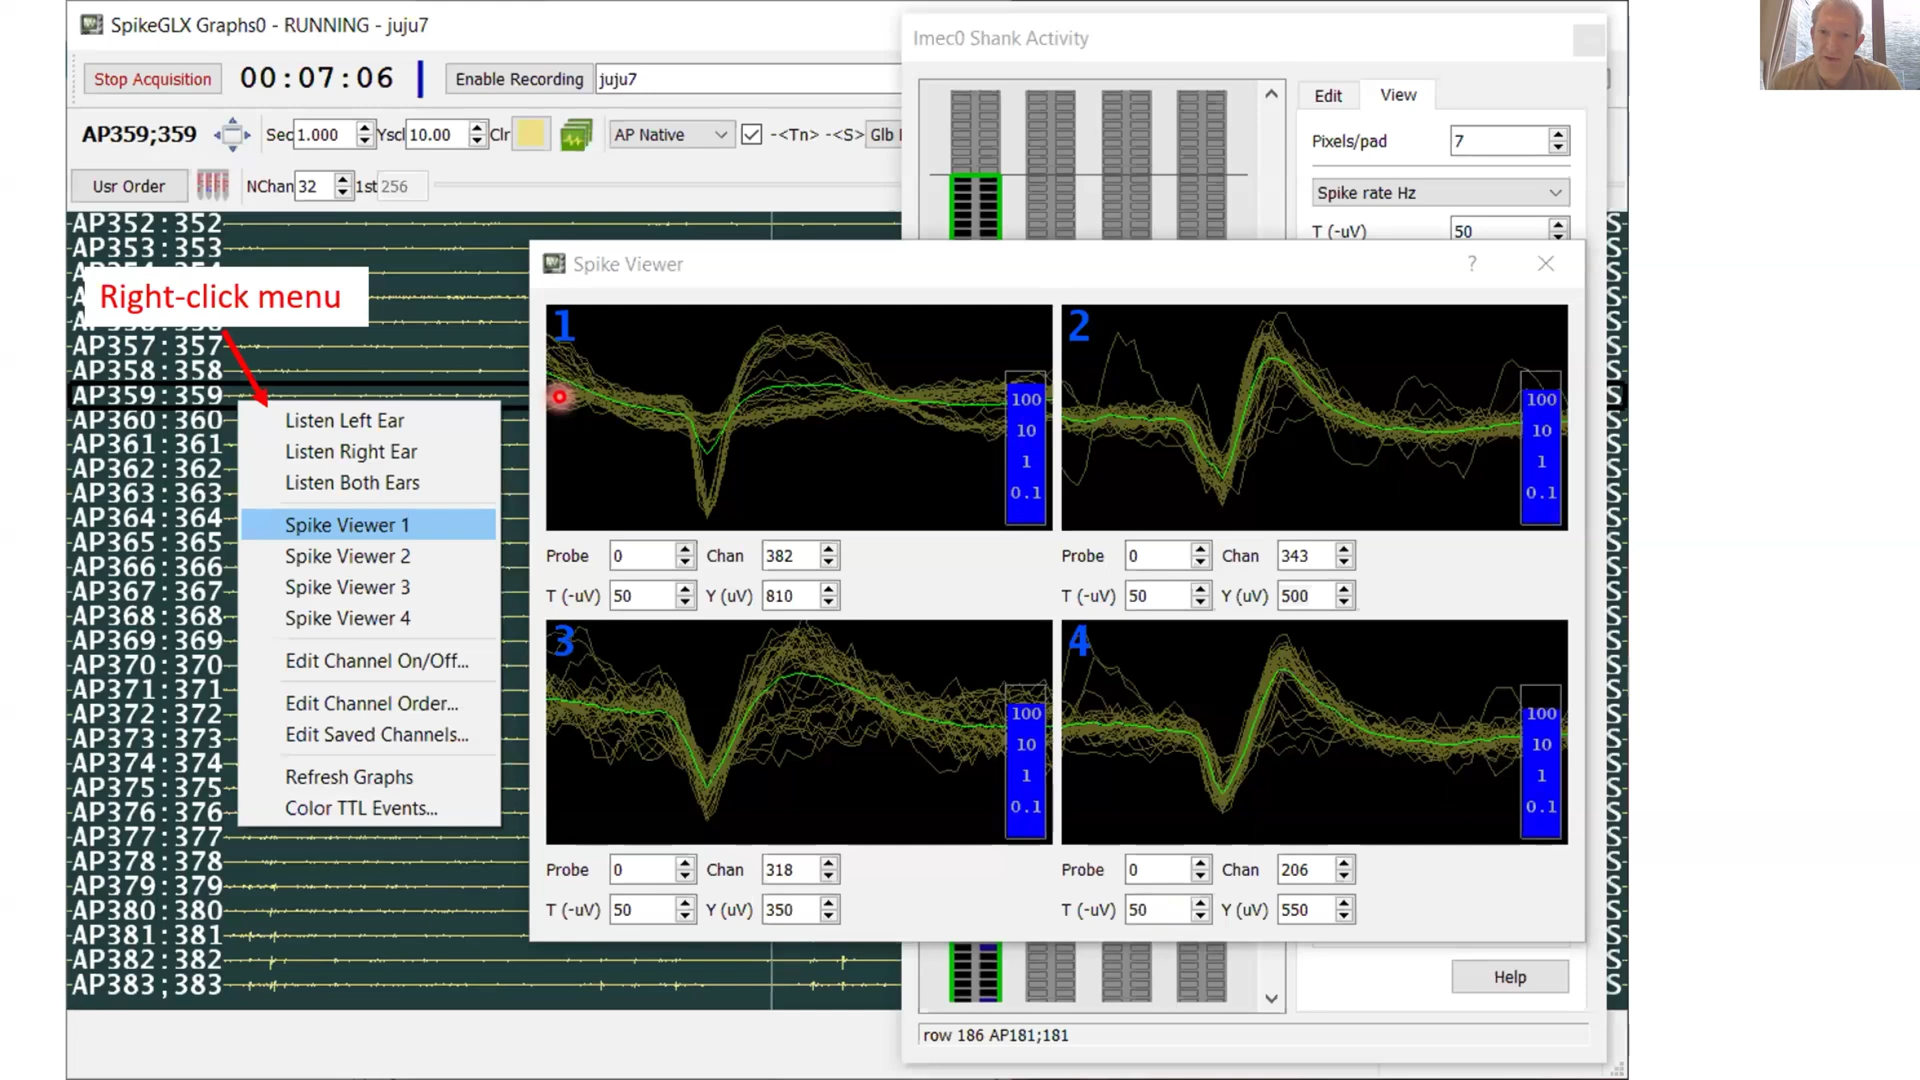 SpikeGLX Graphs0 - RUNNING - juju7
Stop Acquisition
00:07:06
Enable Recording
juju7
AP359;359
Sec 1.000
Yscl 10.00
Clr
AP Native
-<Tn> -<S>
Glb
Usr Order
NChan 32
1st 256
AP352:352
AP353:353
AP357:357
AP358:358
AP359:359
AP360:360
AP361:361
AP362:362
AP363:363
AP364:364
AP365:365
AP366:366
AP367:367
AP368:368
AP369:369
AP370:370
AP371:371
AP372:372
AP373:373
AP374:374
AP375:375
AP376:376
AP377:377
AP378:378
AP379:379
AP380:380
AP381:381
AP382:382
AP383;383
Right-click menu
Listen Left Ear
Listen Right Ear
Listen Both Ears
Spike Viewer 1
Spike Viewer 2
Spike Viewer 3
Spike Viewer 4
Edit Channel On/Off...
Edit Channel Order...
Edit Saved Channels...
Refresh Graphs
Color TTL Events...
Imec0 Shank Activity
Edit
View
Pixels/pad 7
Spike rate Hz
T (-uV) 50
Help
row 186 AP181;181
Spike Viewer
?
1
100
10
1
0.1
Probe 0 Chan 382
T (-uV) 50 Y (uV) 810
2
100
10
1
0.1
Probe 0 Chan 343
T (-uV) 50 Y (uV) 500
3
100
10
1
0.1
Probe 0 Chan 318
T (-uV) 50 Y (uV) 350
4
100
10
1
0.1
Probe 0 Chan 206
T (-uV) 50 Y (uV) 550